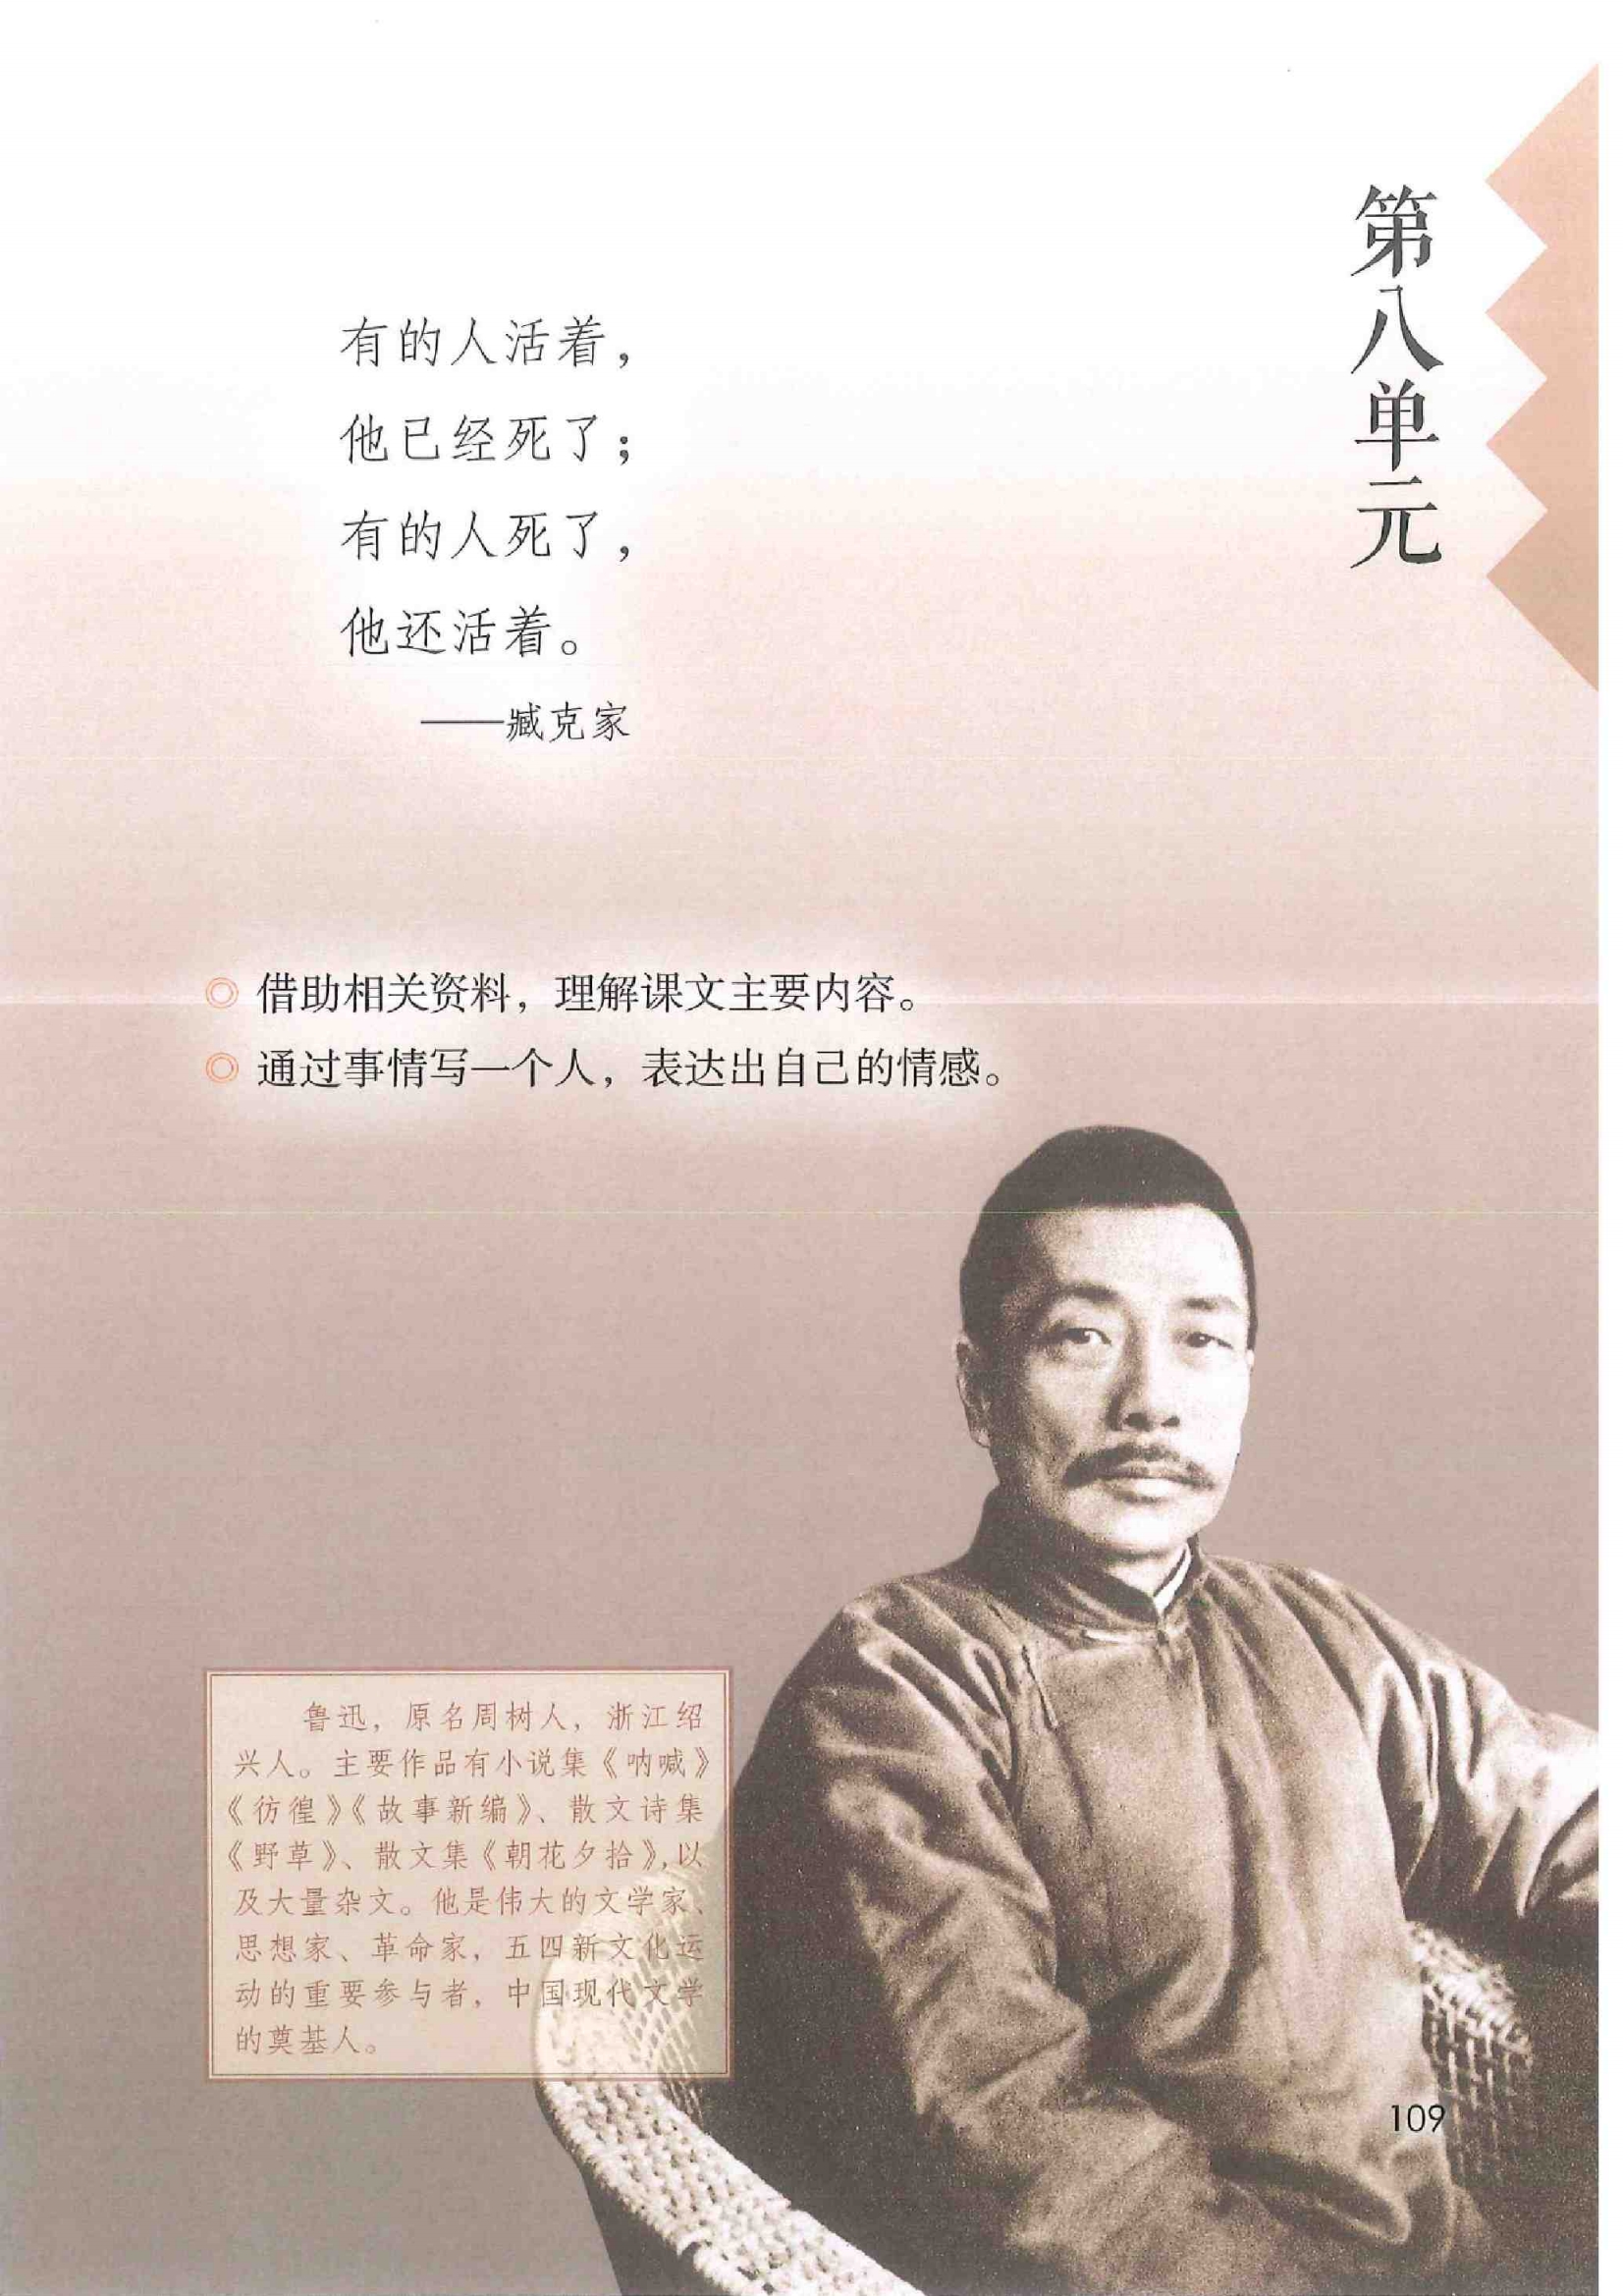 第八单元
有的人活着，
他已经死了；
有的人死了，
他还活着。
——臧克家
◎ 借助相关资料，理解课文主要内容。
◎ 通过事情写一个人，表达出自己的情感。
鲁迅，原名周树人，浙江绍
兴人。主要作品有小说集《呐喊》
《彷徨》《故事新编》、散文诗集
《野草》、散文集《朝花夕拾》，以
及大量杂文。他是伟大的文学家、
思想家、革命家，五四新文化运
动的重要参与者，中国现代文学
的奠基人。
109